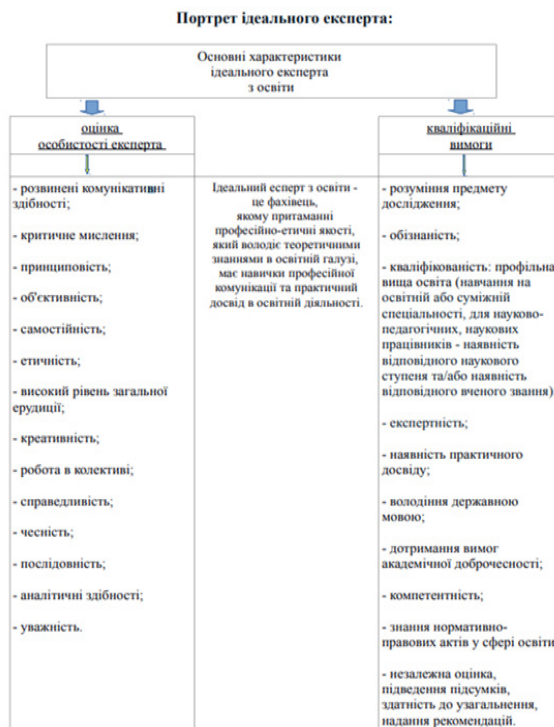 Портрет ідеального експерта:
Основні характеристики
ідеального експерта
з освіти
оцінка
особистості експерта
- розвинені комунікативні
здібності;
- критичне мислення;
- принциповість;
- об'єктивність;
- самостійність;
- етичність;
- високий рівень загальної
ерудиції;
- креативність;
- робота в колективі;
- справедливість;
- чесність;
- послідовність;
- аналітичні здібності;
- уважність.
Ідеальний есперт з освіти -
це фахівець,
якому притаманні
професійно-етичні якості,
який володіє теоретичними
знаннями в освітній галузі,
має навички професійної
комунікації та практичний
досвід в освітній діяльності.
кваліфікаційні
вимоги
- розуміння предмету
дослідження;
- обізнаність;
- кваліфікованість: профільна
вища освіта (навчання на
освітній або суміжній
спеціальності, для науково-
педагогічних, наукових
працівників - наявність
відповідного наукового
ступеня та/або наявність
відповідного вченого звання)
- експертність;
- наявність практичного
досвіду;
- володіння державною
мовою;
- дотримання вимог
академічної доброчесності;
- компетентність;
- знання нормативно-
правових актів у сфері освіти
- незалежна оцінка,
підведення підсумків,
здатність до узагальнення,
надання рекомендацій.